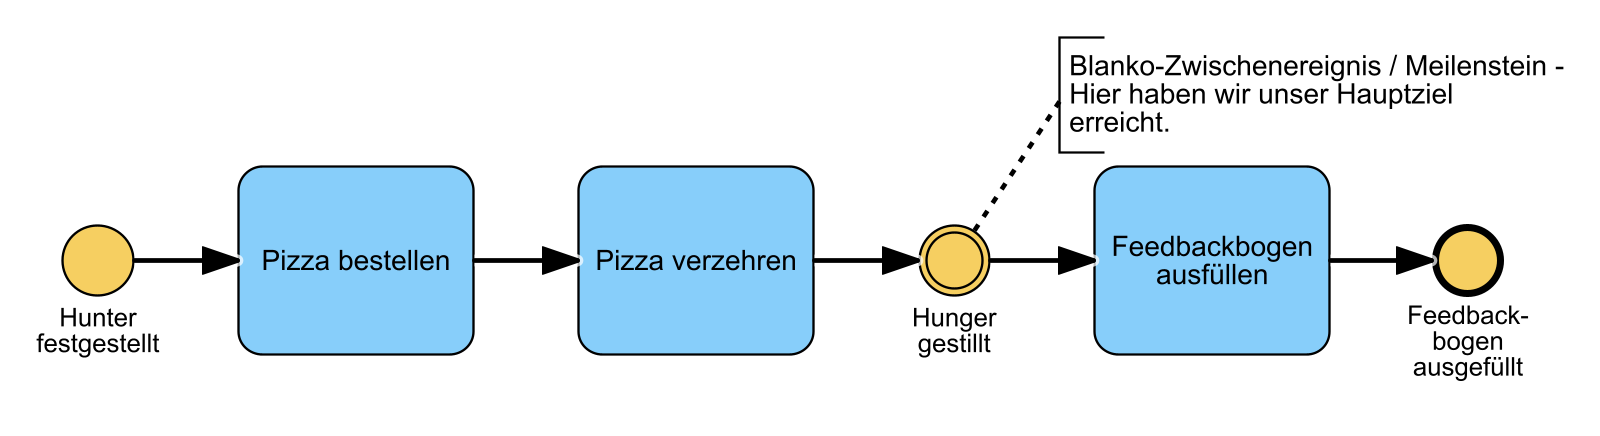 Blanko-Zwischenereignis / Meilenstein -
Hier haben wir unser Hauptziel
erreicht.
Hunter
festgestellt
Pizza bestellen
Pizza verzehren
Hunger
gestillt
Feedbackbogen
ausfüllen
Feedback-
bogen
ausgefüllt